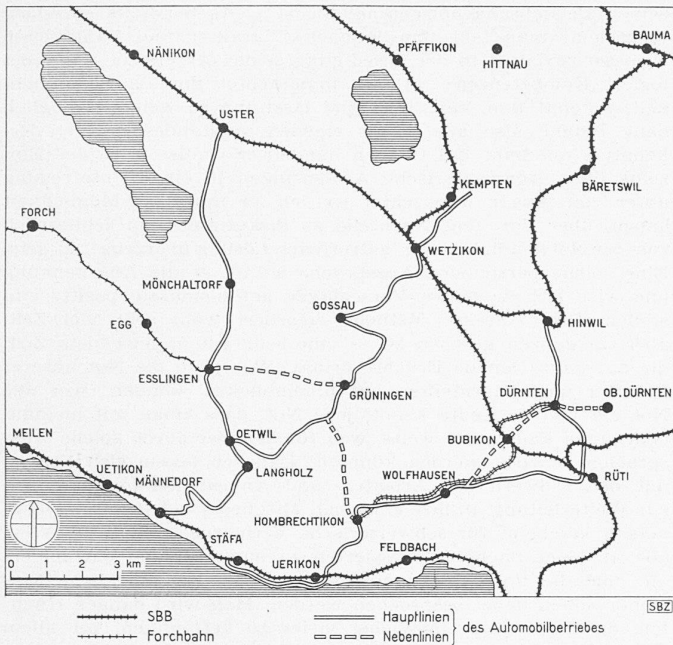 BAUMA
NÄNIKON
PFÄFFIKON
HITTNAU
USTER
BÄRETSWIL
KEMPTEN
FORCH
WETZIKON
MÖNCHALTORF
GOSSAU
EGG
HINWIL
ESSLINGEN
GRÜNINGEN
DÜRNTEN
OB. DÜRNTEN
MEILEN
OETWIL
BUBIKON
UETIKON
LANGHOLZ
MÄNNEDORF
WOLFHAUSEN
RÜTI
HOMBRECHTIKON
STÄFA
FELDBACH
UERIKON
0 1 2 3 km
SBZ
SBB
Forchbahn
Hauptlinien
Nebenlinien
des Automobilbetriebes